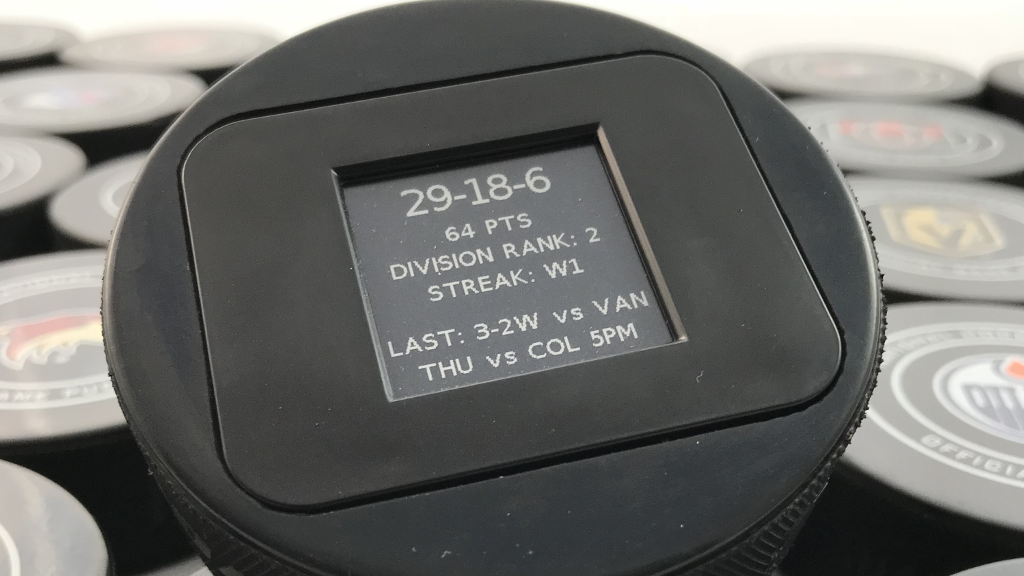 29-18-6
64 PTS
DIVISION RANK: 2
STREAK: W1
LAST: 3-2W vs VAN
THU vs COL 5PM
OFFICIA